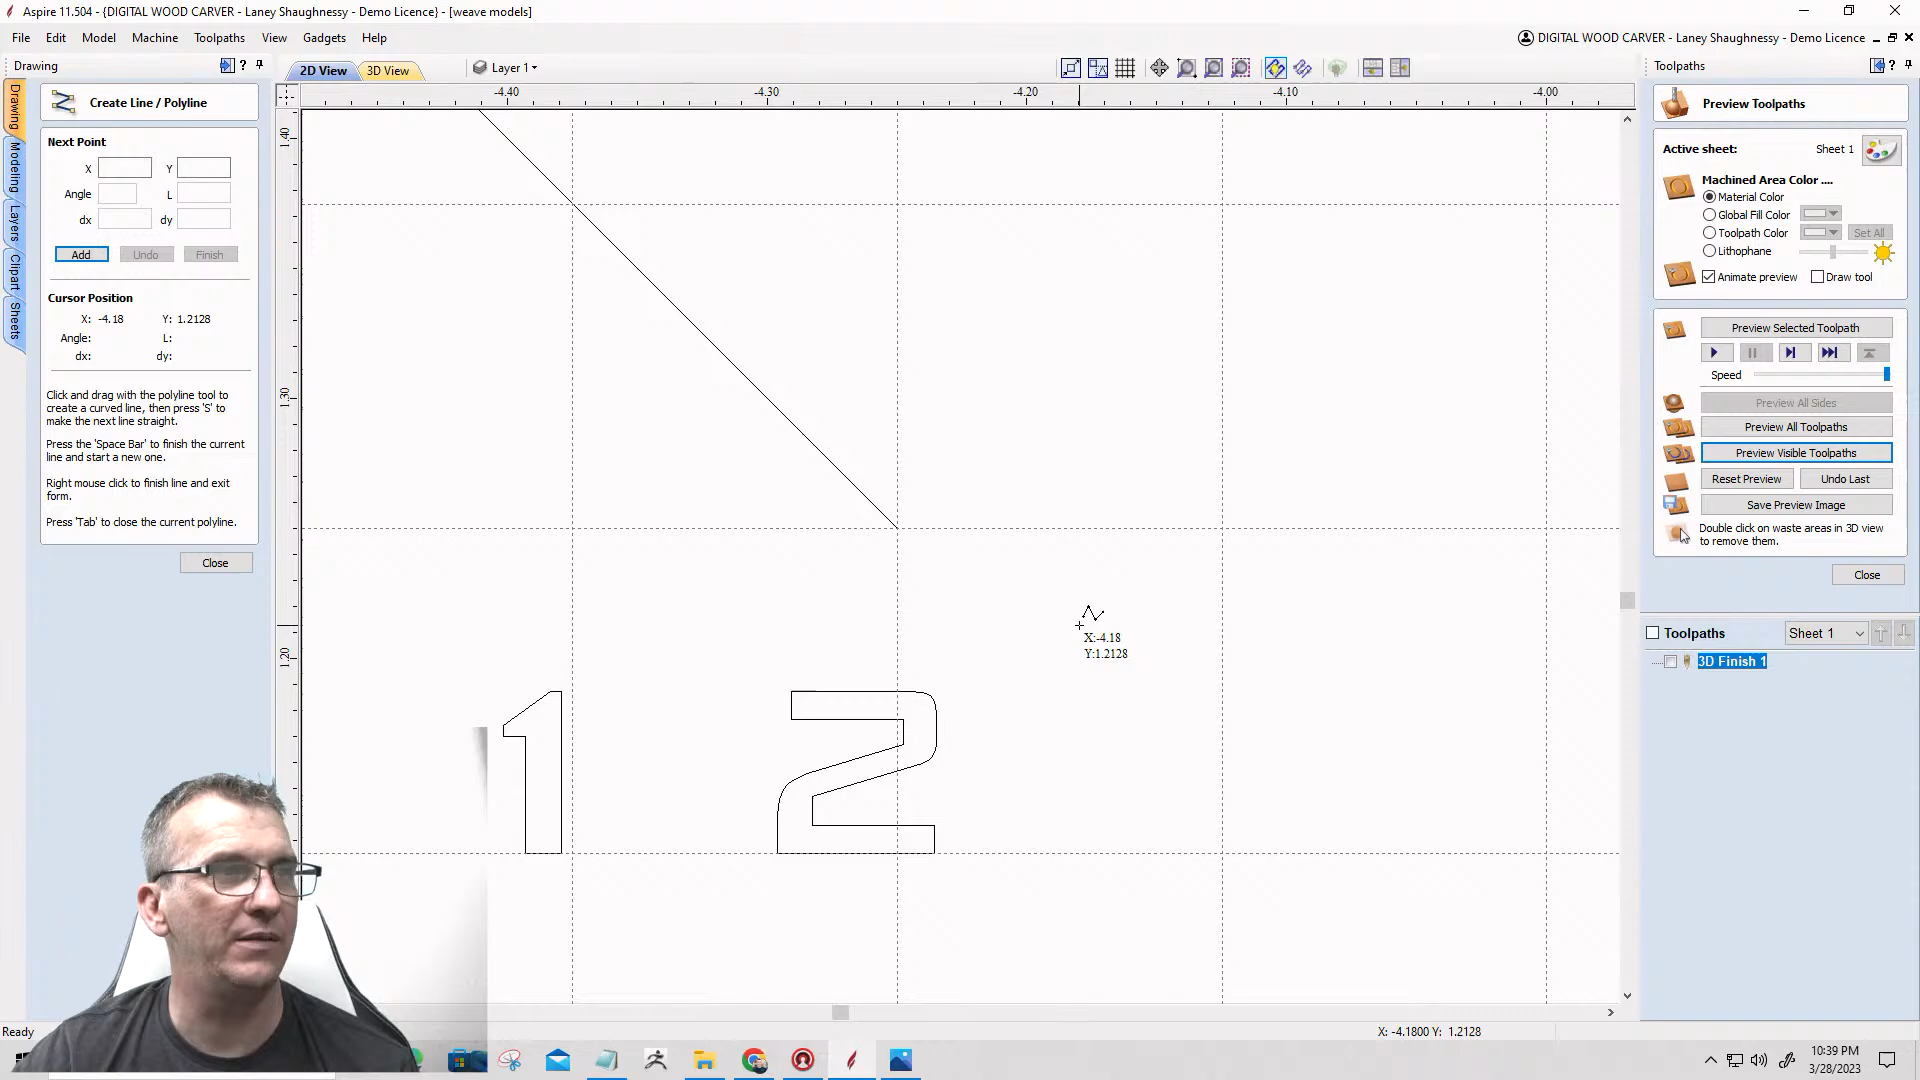 Aspire 11.504 - {DIGITAL WOOD CARVER - Laney Shaughnessy - Demo Licence} - [weave models]
File Edit Model Machine Toolpaths View Gadgets Help
DIGITAL WOOD CARVER - Laney Shaughnessy - Demo Licence
Drawing
2D View
3D View
Layer 1
Toolpaths
Drawing
Modeling
Layers
Clipart
Sheets
Create Line / Polyline
Next Point
X Y
Angle L
dx dy
Add Undo Finish
Cursor Position
X: -4.18 Y: 1.2128
Angle: L:
dx: dy:
Click and drag with the polyline tool to
create a curved line, then press 'S' to
make the next line straight.
Press the 'Space Bar' to finish the current
line and start a new one.
Right mouse click to finish line and exit
form.
Press 'Tab' to close the current polyline.
Close
-4.40 -4.30 -4.20 -4.10 -4.00
1.40
1.30
1.20
X:-4.18
Y:1.2128
1 2
Preview Toolpaths
Active sheet: Sheet 1
Machined Area Color ....
Material Color
Global Fill Color
Toolpath Color Set All
Lithophane
Animate preview Draw tool
Preview Selected Toolpath
Speed
Preview All Sides
Preview All Toolpaths
Preview Visible Toolpaths
Reset Preview Undo Last
Save Preview Image
Double click on waste areas in 3D view
to remove them.
Close
Toolpaths Sheet 1
3D Finish 1
Ready
X: -4.1800 Y: 1.2128
10:39 PM
3/28/2023